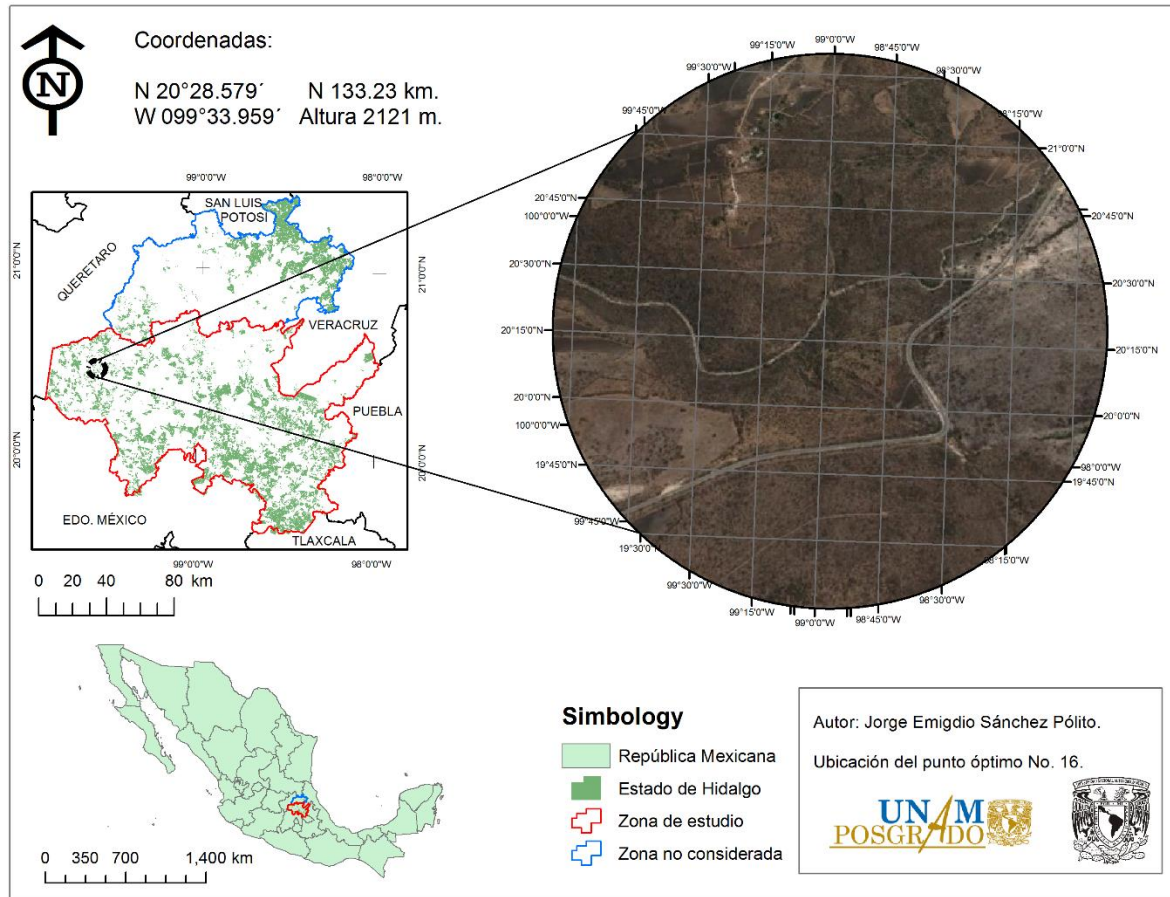 N
Coordenadas:
N 20°28.579´ N 133.23 km.
W 099°33.959´ Altura 2121 m.
99°0'0"W 98°0'0"W
SAN LUIS
POTOSÍ
QUERETARO
21°0'0"N
21°0'0"N
VERACRUZ
PUEBLA
20°0'0"N
20°0'0"N
EDO. MÉXICO
TLAXCALA
99°0'0"W 98°0'0"W
0 20 40 80 km
99°45'0"W
99°30'0"W
99°15'0"W
99°0'0"W
98°45'0"W
98°30'0"W
98°15'0"W
21°0'0"N
20°45'0"N
100°0'0"W
20°45'0"N
20°30'0"N
20°30'0"N
20°15'0"N
20°15'0"N
20°0'0"N
20°0'0"N
100°0'0"W
19°45'0"N
98°0'0"W
19°45'0"N
99°45'0"W
19°30'0"N
99°30'0"W
99°15'0"W
99°0'0"W
98°45'0"W
98°30'0"W
98°15'0"W
0 350 700 1,400 km
Simbology
República Mexicana
Estado de Hidalgo
Zona de estudio
Zona no considerada
Autor: Jorge Emigdio Sánchez Pólito.
Ubicación del punto óptimo No. 16.
UNAM
POSGRADO